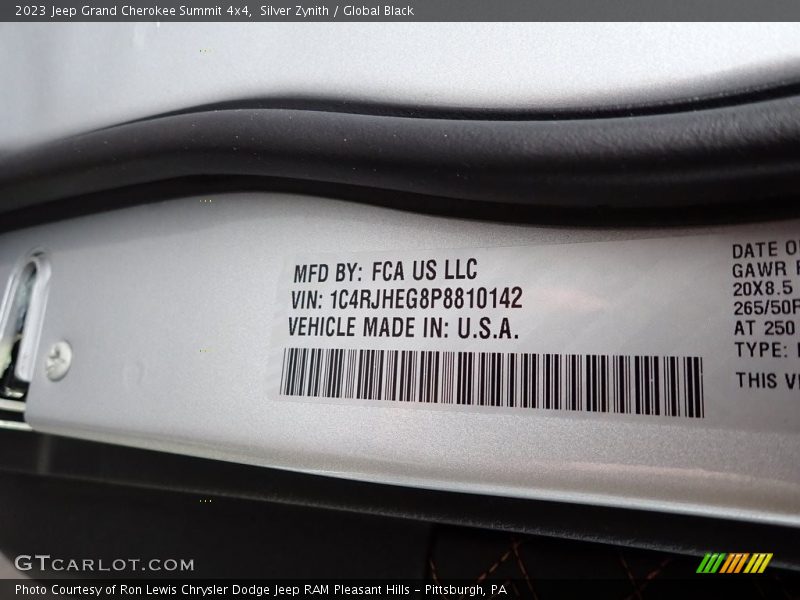 2023 Jeep Grand Cherokee Summit 4x4,  Silver Zynith / Global Black
MFD BY: FCA US LLC
VIN: 1C4RJHEG8P8810142
VEHICLE MADE IN: U.S.A.
DATE
GAWR
20X8.5
265/50
AT 250
TYPE:
THIS
GTCARLOT.COM
Photo Courtesy of Ron Lewis Chrysler Dodge Jeep RAM Pleasant Hills – Pittsburgh, PA